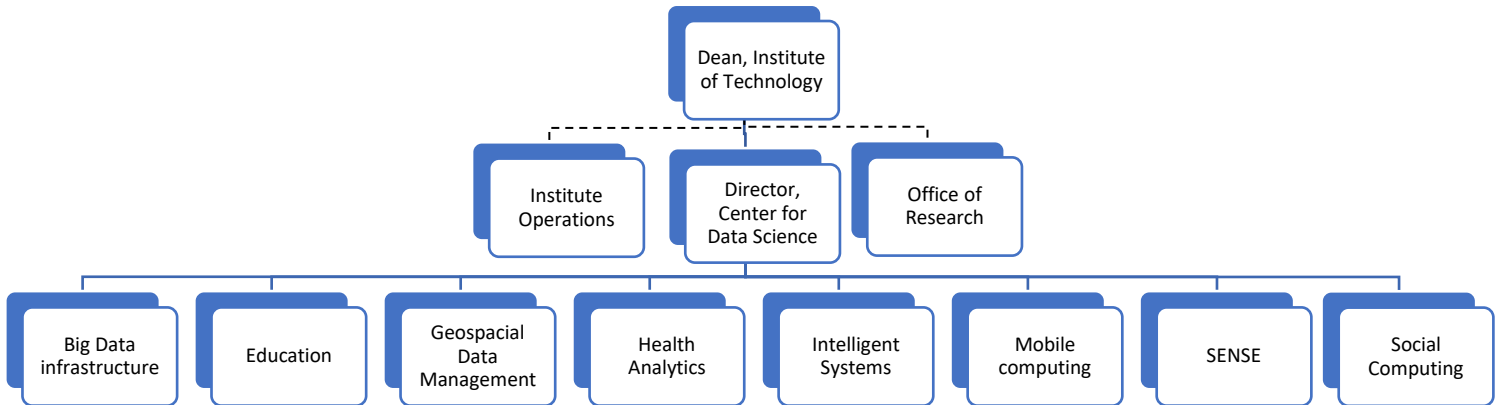 Dean, Institute
of Technology
Institute
Operations
Director,
Center for
Data Science
Office of
Research
Big Data
infrastructure
Education
Geospacial
Data
Management
Health
Analytics
Intelligent
Systems
Mobile
computing
SENSE
Social
Computing